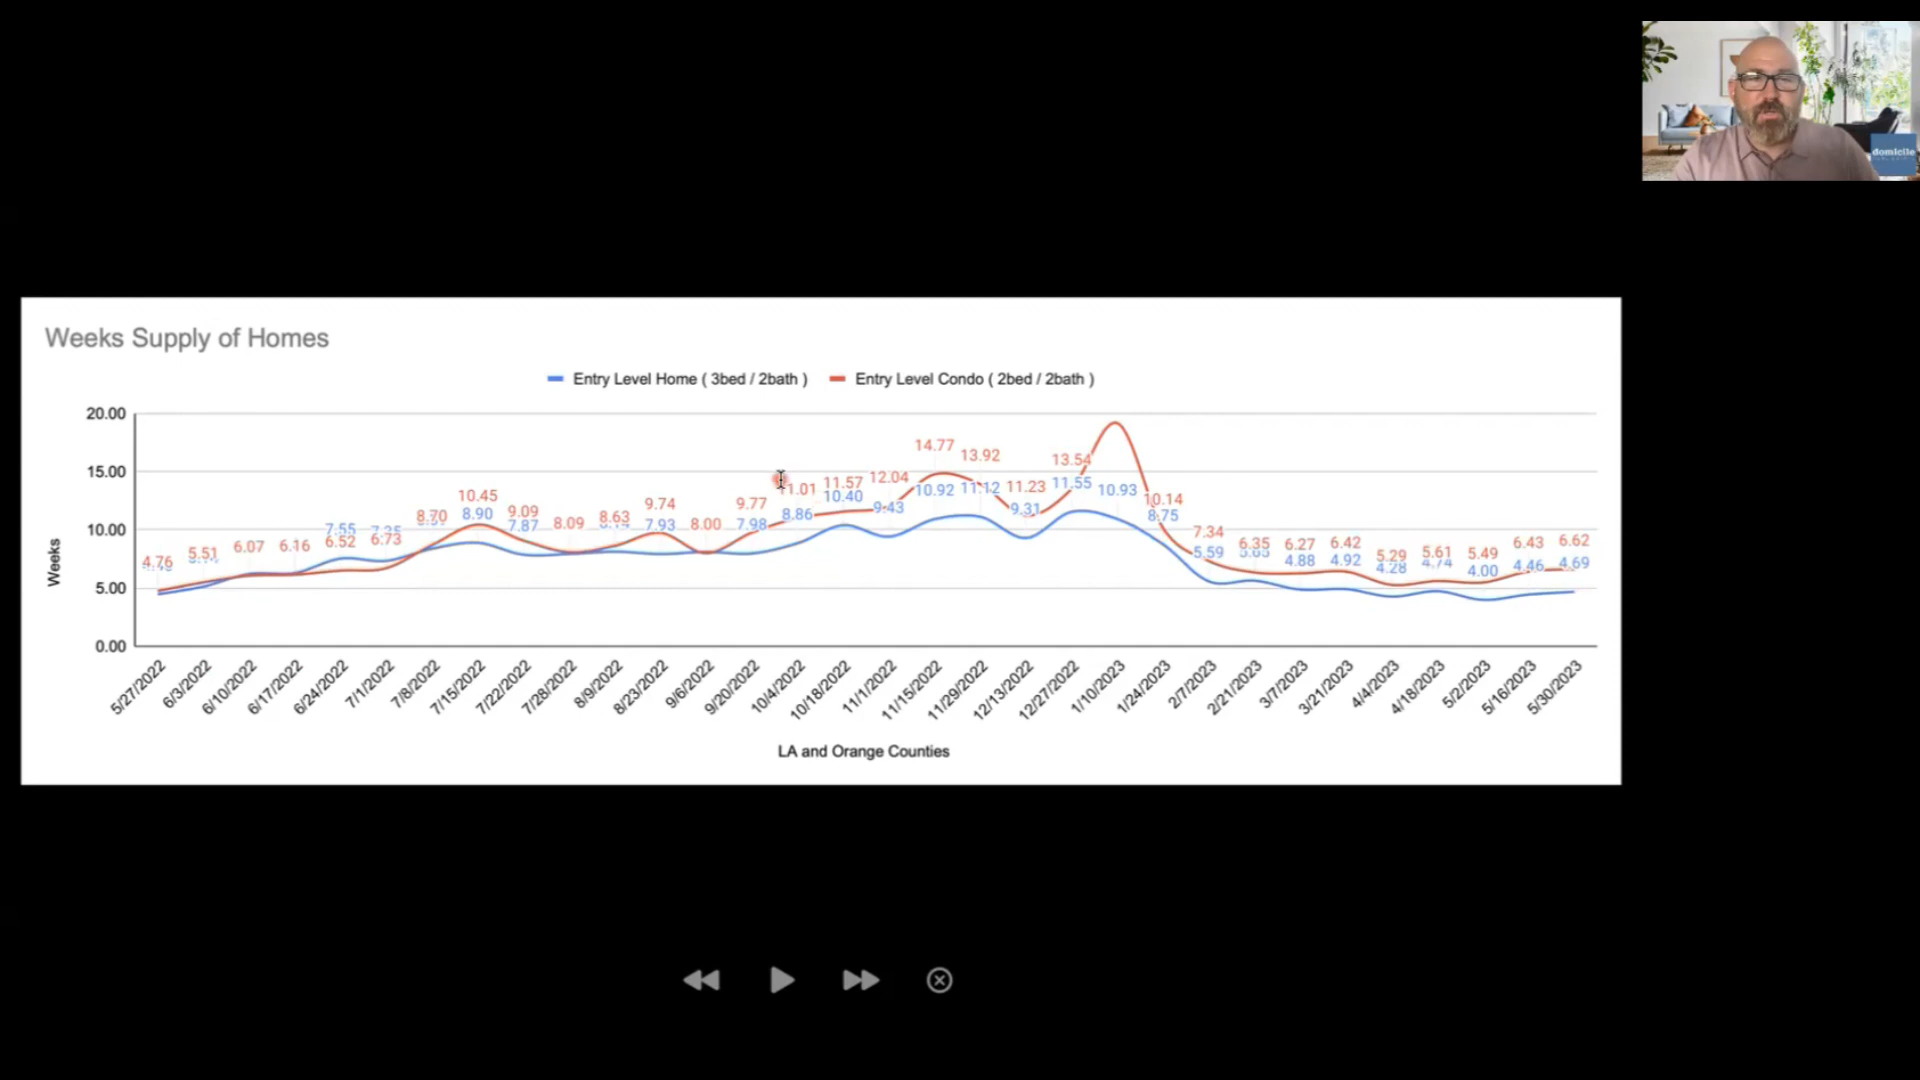 domicile
Weeks Supply of Homes
Entry Level Home ( 3bed / 2bath ) Entry Level Condo ( 2bed / 2bath )
20.00
15.00
10.00
5.00
0.00
Weeks
4.76 5.51 6.07 6.16 6.52 6.73 8.70 10.45 9.09 8.09 8.63 9.74 8.00 9.77 11.01 11.57 12.04 14.77 13.92 11.23 13.54 10.14 7.34 6.35 6.27 6.42 5.29 5.61 5.49 6.43 6.62
7.55 7.35 8.90 7.87 7.93 7.98 8.86 10.40 9.43 10.92 11.12 9.31 11.55 10.93 8.75 5.59 4.88 4.92 4.28 4.74 4.00 4.46 4.69
5/27/2022 6/3/2022 6/10/2022 6/17/2022 6/24/2022 7/1/2022 7/8/2022 7/15/2022 7/22/2022 7/28/2022 8/9/2022 8/23/2022 9/6/2022 9/20/2022 10/4/2022 10/18/2022 11/1/2022 11/15/2022 11/29/2022 12/13/2022 12/27/2022 1/10/2023 1/24/2023 2/7/2023 2/21/2023 3/7/2023 3/21/2023 4/4/2023 4/18/2023 5/2/2023 5/16/2023 5/30/2023
LA and Orange Counties